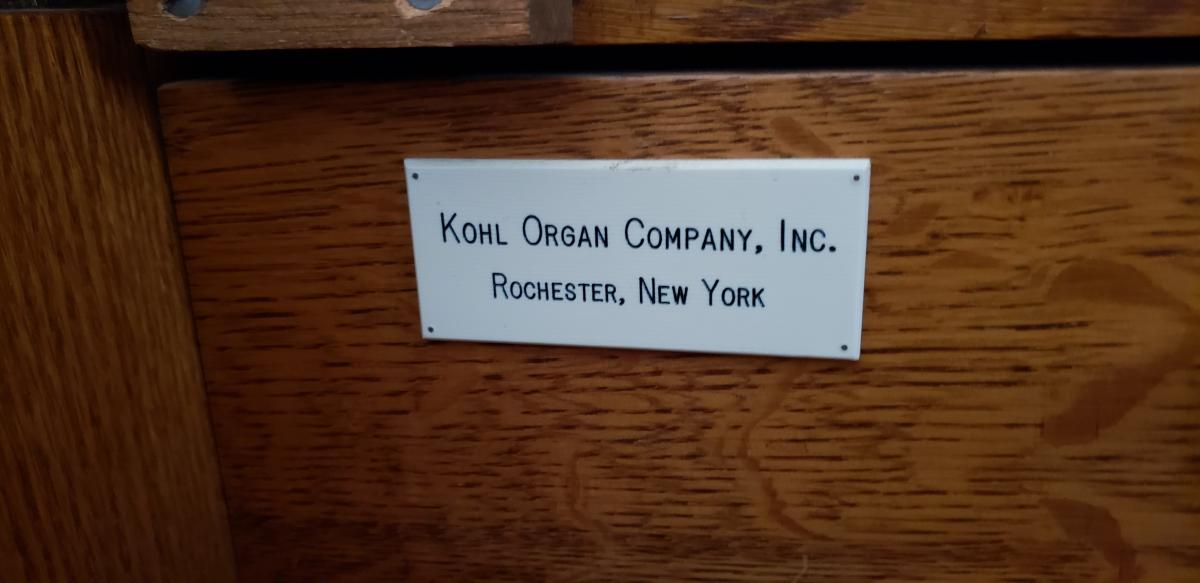 Kohl Organ Company, Inc.
Rochester, New York